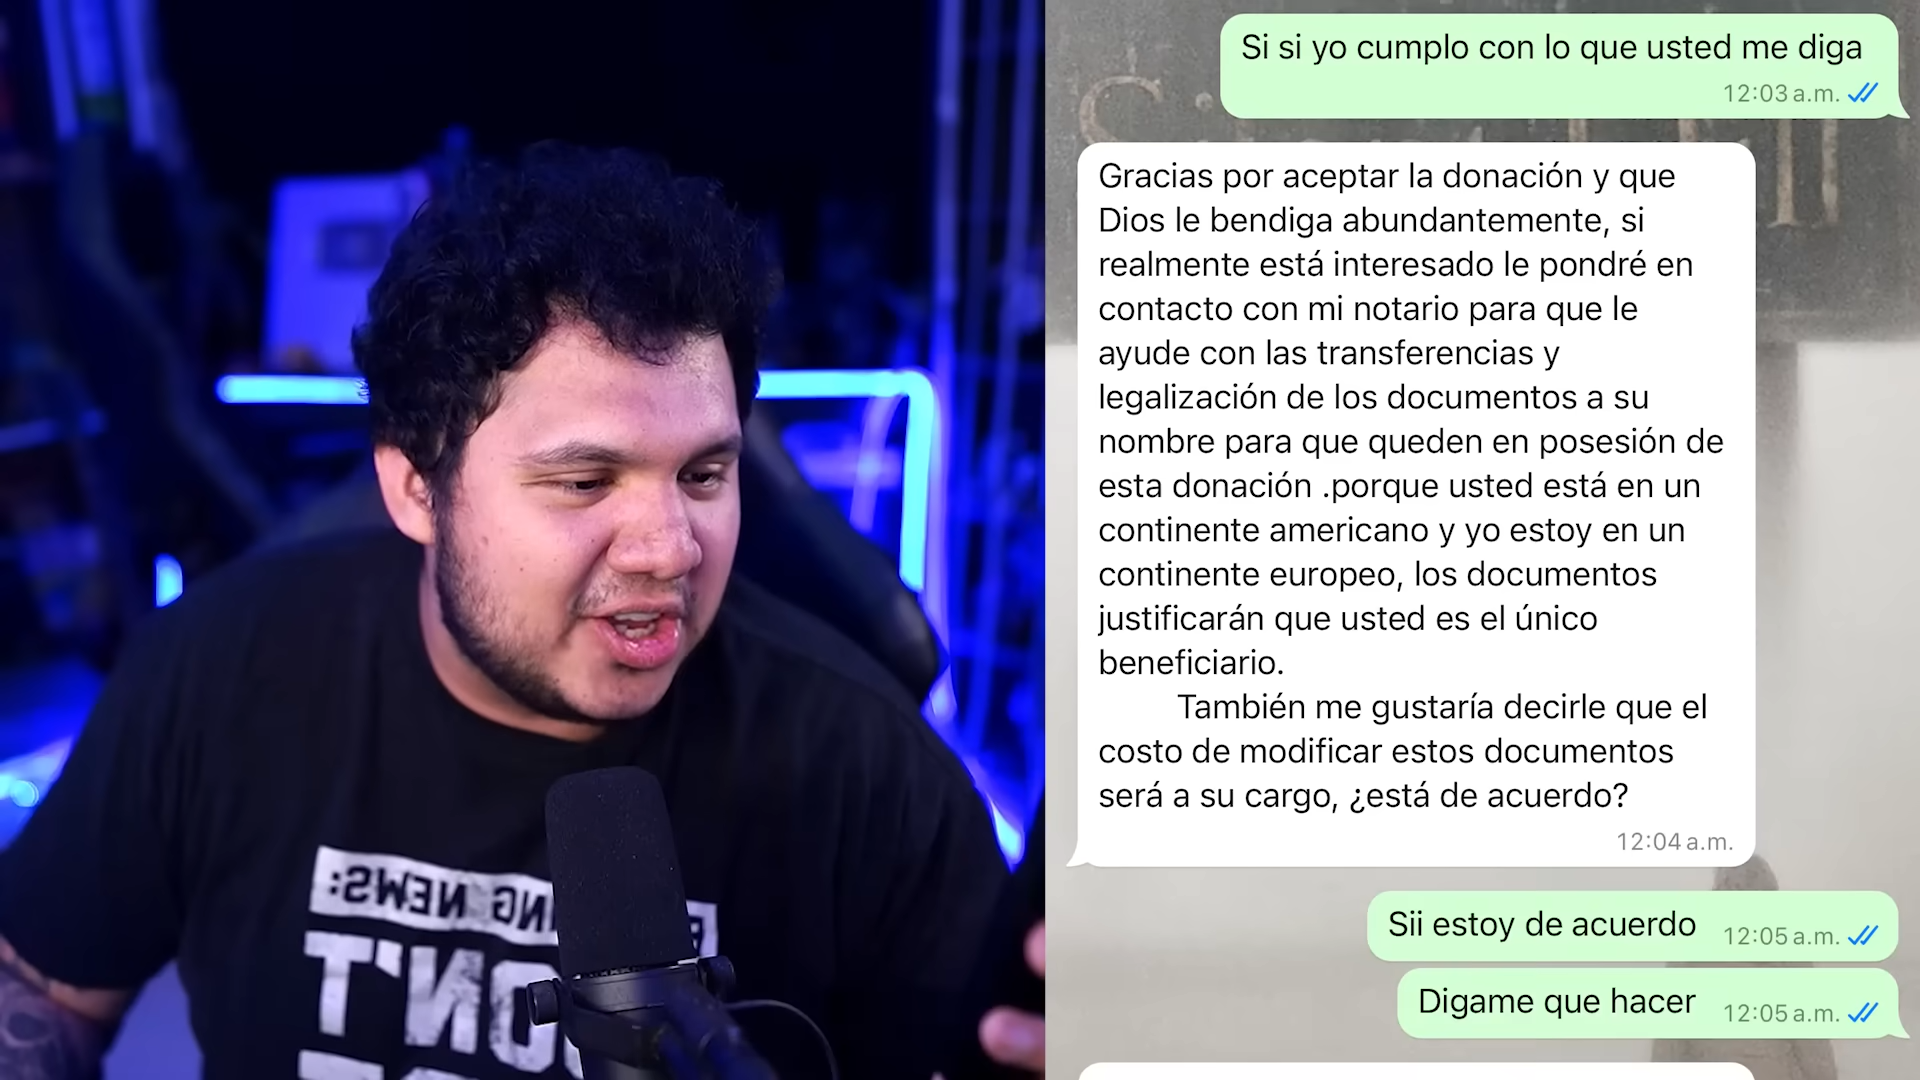 Si si yo cumplo con lo que usted me diga
12:03 a.m.
Gracias por aceptar la donación y que
Dios le bendiga abundantemente, si
realmente está interesado le pondré en
contacto con mi notario para que le
ayude con las transferencias y
legalización de los documentos a su
nombre para que queden en posesión de
esta donación .porque usted está en un
continente americano y yo estoy en un
continente europeo, los documentos
justificarán que usted es el único
beneficiario.
También me gustaría decirle que el
costo de modificar estos documentos
será a su cargo, ¿está de acuerdo?
12:04 a.m.
Sii estoy de acuerdo
12:05 a.m.
Digame que hacer
12:05 a.m.
NEWS: